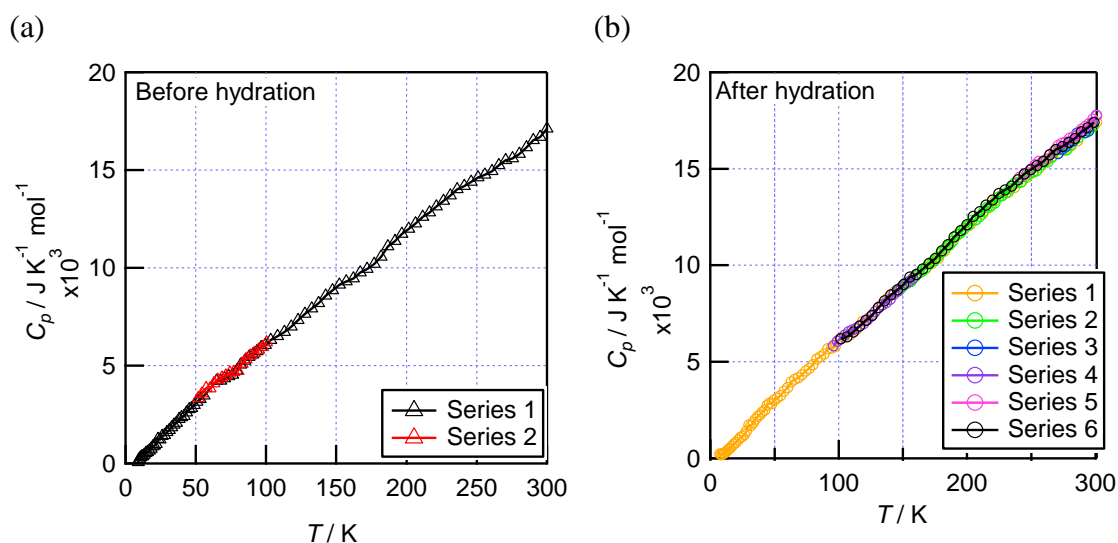 (a)
Before hydration
Cp / J K-1 mol-1
x10^3
20
15
10
5
0
0 50 100 150 200 250 300
T / K
Series 1
Series 2
(b)
After hydration
Cp / J K-1 mol-1
x10^3
20
15
10
5
0
0 100 200 300
T / K
Series 1
Series 2
Series 3
Series 4
Series 5
Series 6